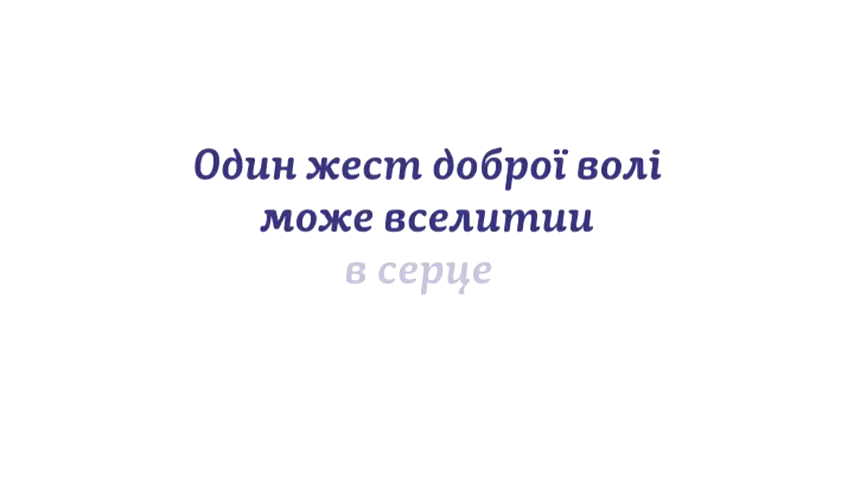 Один жест доброї волі
може вселитии
в серце